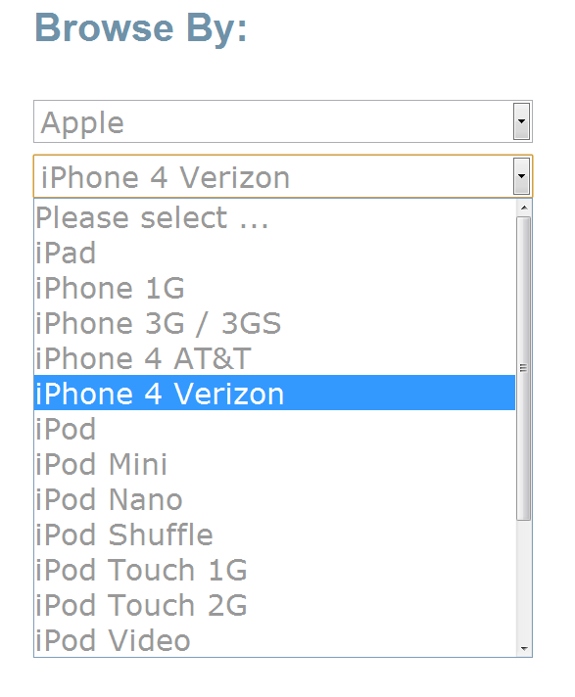 Browse By:
Apple
iPhone 4 Verizon
Please select ...
iPad
iPhone 1G
iPhone 3G / 3GS
iPhone 4 AT&T
iPhone 4 Verizon
iPod
iPod Mini
iPod Nano
iPod Shuffle
iPod Touch 1G
iPod Touch 2G
iPod Video